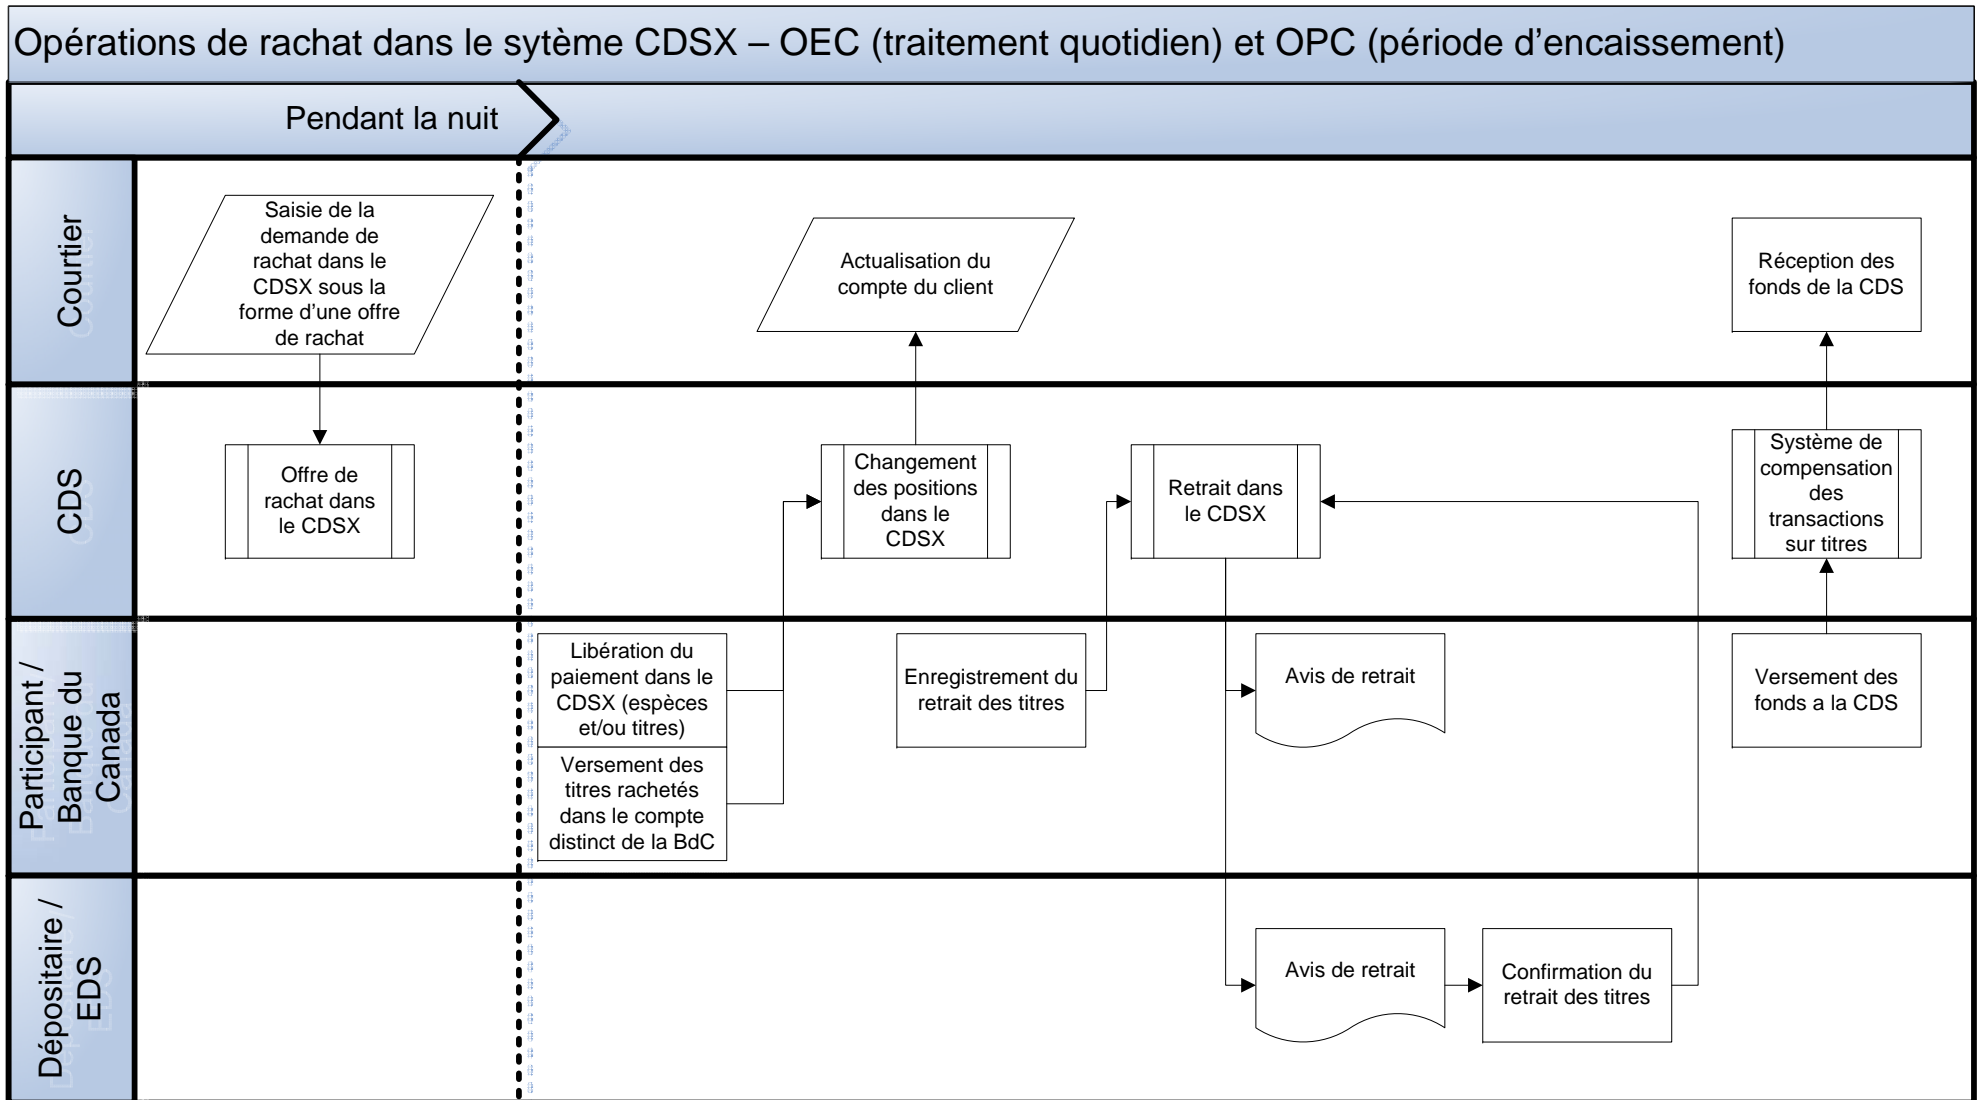 Opérations de rachat dans le sytème CDSX – OEC (traitement quotidien) et OPC (période d'encaissement)
Pendant la nuit
Courtier
Saisie de la
demande de
rachat dans le
CDSX sous la
forme d'une offre
de rachat
Actualisation du
compte du client
Réception des
fonds de la CDS
CDS
Offre de
rachat dans
le CDSX
Changement
des positions
dans le
CDSX
Retrait dans
le CDSX
Système de
compensation
des
transactions
sur titres
Participant /
Banque du
Canada
Libération du
paiement dans le
CDSX (espèces
et/ou titres)
Versement des
titres rachetés
dans le compte
distinct de la BdC
Enregistrement du
retrait des titres
Avis de retrait
Versement des
fonds a la CDS
Dépositaire /
EDS
Avis de retrait
Confirmation du
retrait des titres